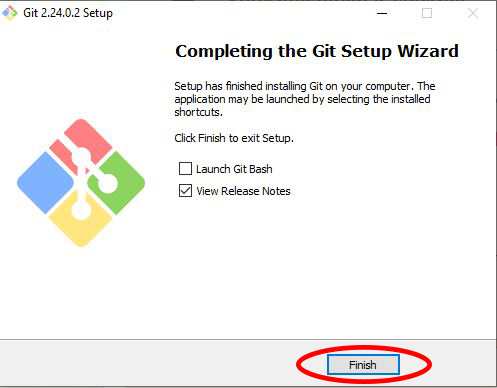 Git 2.24.0.2 Setup
Completing the Git Setup Wizard
Setup has finished installing Git on your computer. The
application may be launched by selecting the installed
shortcuts.
Click Finish to exit Setup.
Launch Git Bash
View Release Notes
Finish